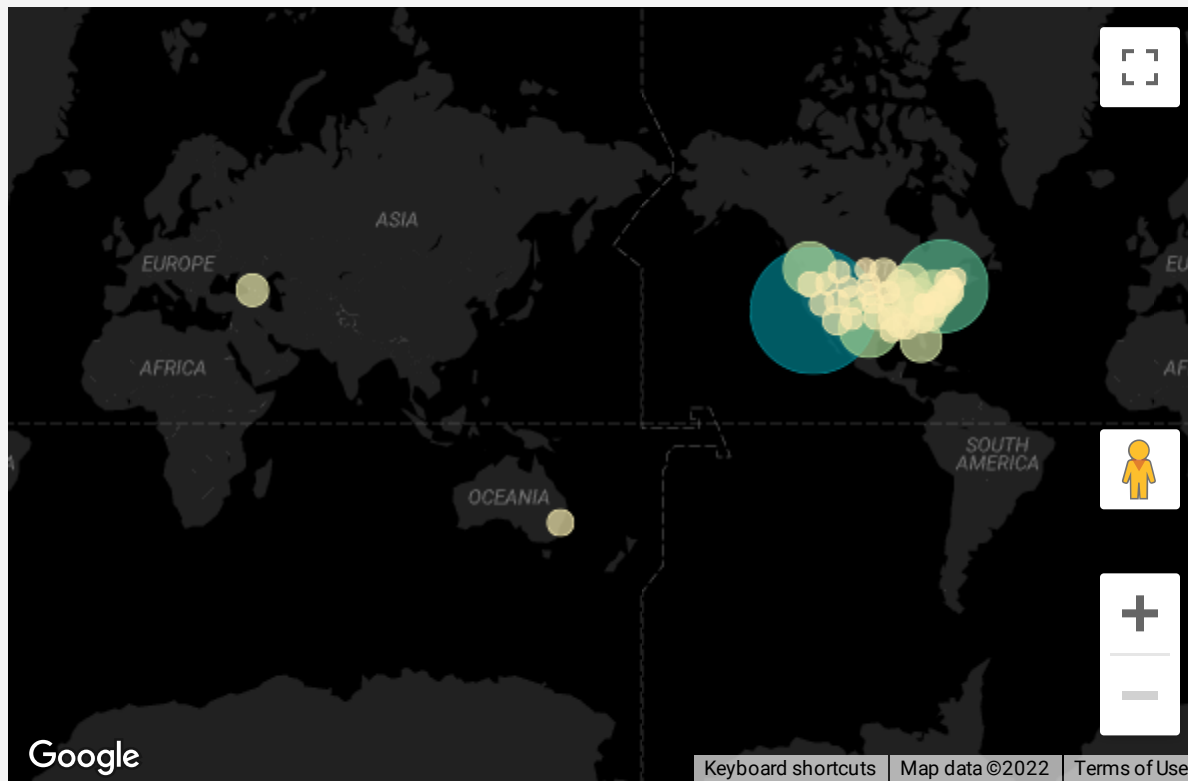 ASIA
EUROPE
EU
AFRICA
AF
SOUTH
AMERICA
A
OCEANIA
Google
Keyboard shortcuts
Map data ©2022
Terms of Use